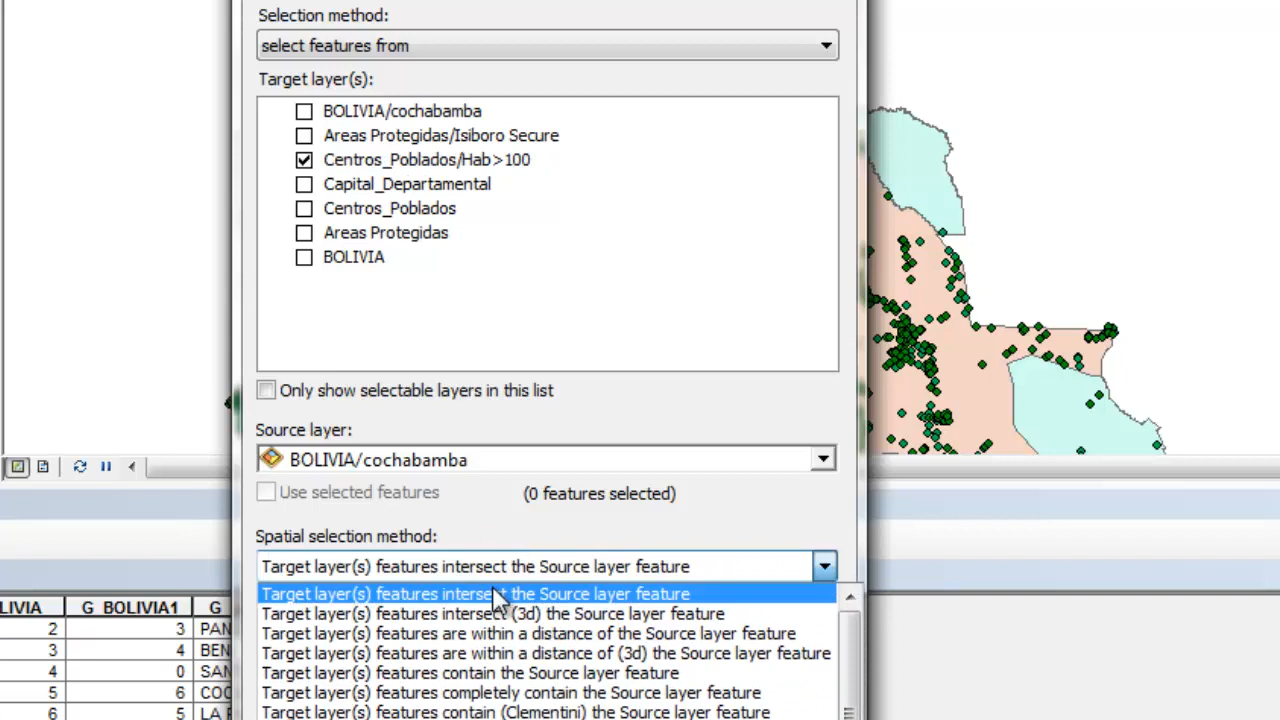 Selection method:
select features from
Target layer(s):
BOLIVIA/cochabamba
Areas Protegidas/Isiboro Secure
Centros_Poblados/Hab>100
Capital_Departamental
Centros_Poblados
Areas Protegidas
BOLIVIA
Only show selectable layers in this list
Source layer:
BOLIVIA/cochabamba
Use selected features (0 features selected)
Spatial selection method:
Target layer(s) features intersect the Source layer feature
Target layer(s) features intersect the Source layer feature
Target layer(s) features intersect (3d) the Source layer feature
Target layer(s) features are within a distance of the Source layer feature
Target layer(s) features are within a distance of (3d) the Source layer feature
Target layer(s) features contain the Source layer feature
Target layer(s) features completely contain the Source layer feature
Target layer(s) features contain (Clementini) the Source layer feature
LIVIA G_BOLIVIA1 G
2 3 PAN
3 4 BEN
4 0 SAN
5 6 COC
6 5 LA